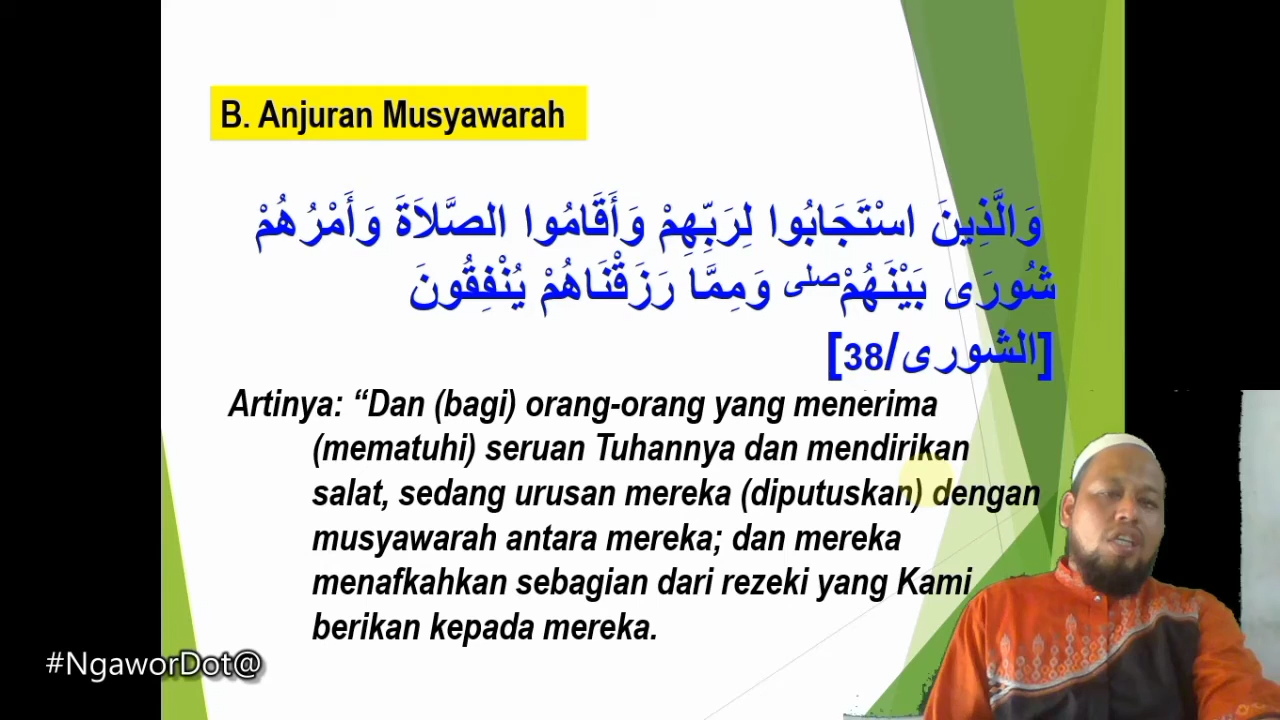 B. Anjuran Musyawarah
وَالَّذِينَ اسْتَجَابُوا لِرَبِّهِمْ وَأَقَامُوا الصَّلاَةَ وَأَمْرُهُمْ
شُورَى بَيْنَهُمْصلى وَمِمَّا رَزَقْنَاهُمْ يُنْفِقُونَ
[الشورى/38]
Artinya: “Dan (bagi) orang-orang yang menerima
(mematuhi) seruan Tuhannya dan mendirikan
salat, sedang urusan mereka (diputuskan) dengan
musyawarah antara mereka; dan mereka
menafkahkan sebagian dari rezeki yang Kami
berikan kepada mereka.
#NgaworDot@